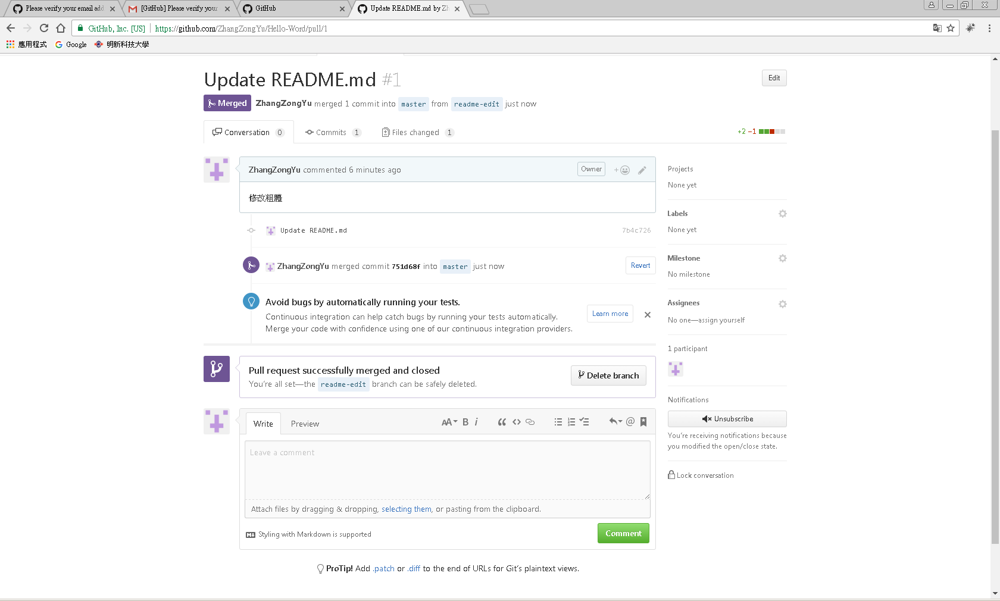 Please verify your email add
[GitHub] Please verify your
GitHub
Update README.md by Z
GitHub, Inc. [US]
https://github.com/ZhangZongYu/Hello-Word/pull/1
應用程式
Google
明新科技大學
Update README.md #1
Edit
Merged
ZhangZongYu merged 1 commit into master from readme-edit just now
Conversation 0
Commits 1
Files changed 1
+2 −1
ZhangZongYu commented 6 minutes ago
Owner
+
修改粗體
Update README.md
7b4c726
ZhangZongYu merged commit 751d68f into master just now
Revert
Avoid bugs by automatically running your tests.
Continuous integration can help catch bugs by running your tests automatically.
Merge your code with confidence using one of our continuous integration providers.
Learn more
Pull request successfully merged and closed
You're all set—the readme-edit branch can be safely deleted.
Delete branch
Write
Preview
AA
B
i
@
Leave a comment
Attach files by dragging & dropping, selecting them, or pasting from the clipboard.
Styling with Markdown is supported
Comment
ProTip! Add .patch or .diff to the end of URLs for Git's plaintext views.
Projects
None yet
Labels
None yet
Milestone
No milestone
Assignees
No one—assign yourself
1 participant
Notifications
Unsubscribe
You're receiving notifications because
you modified the open/close state.
Lock conversation